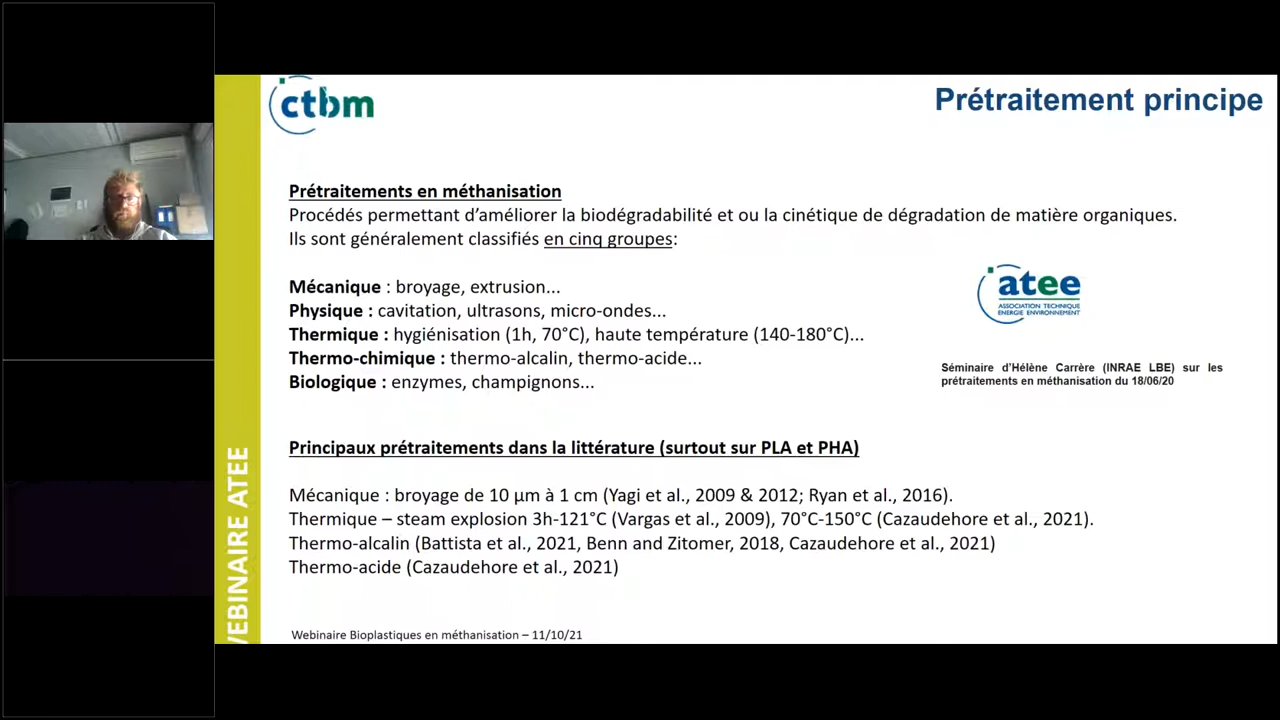 ctbm
Prétraitement principe
Prétraitements en méthanisation
Procédés permettant d’améliorer la biodégradabilité et ou la cinétique de dégradation de matière organiques.
Ils sont généralement classifiés en cinq groupes:
Mécanique : broyage, extrusion...
Physique : cavitation, ultrasons, micro-ondes...
Thermique : hygiénisation (1h, 70°C), haute température (140-180°C)...
Thermo-chimique : thermo-alcalin, thermo-acide...
Biologique : enzymes, champignons...
atee
ASSOCIATION TECHNIQUE
ENERGIE ENVIRONNEMENT
Séminaire d’Hélène Carrère (INRAE LBE) sur les
prétraitements en méthanisation du 18/06/20
Principaux prétraitements dans la littérature (surtout sur PLA et PHA)
Mécanique : broyage de 10 µm à 1 cm (Yagi et al., 2009 & 2012; Ryan et al., 2016).
Thermique – steam explosion 3h-121°C (Vargas et al., 2009), 70°C-150°C (Cazaudehore et al., 2021).
Thermo-alcalin (Battista et al., 2021, Benn and Zitomer, 2018, Cazaudehore et al., 2021)
Thermo-acide (Cazaudehore et al., 2021)
Webinaire Bioplastiques en méthanisation – 11/10/21
WEBINAIRE ATEE